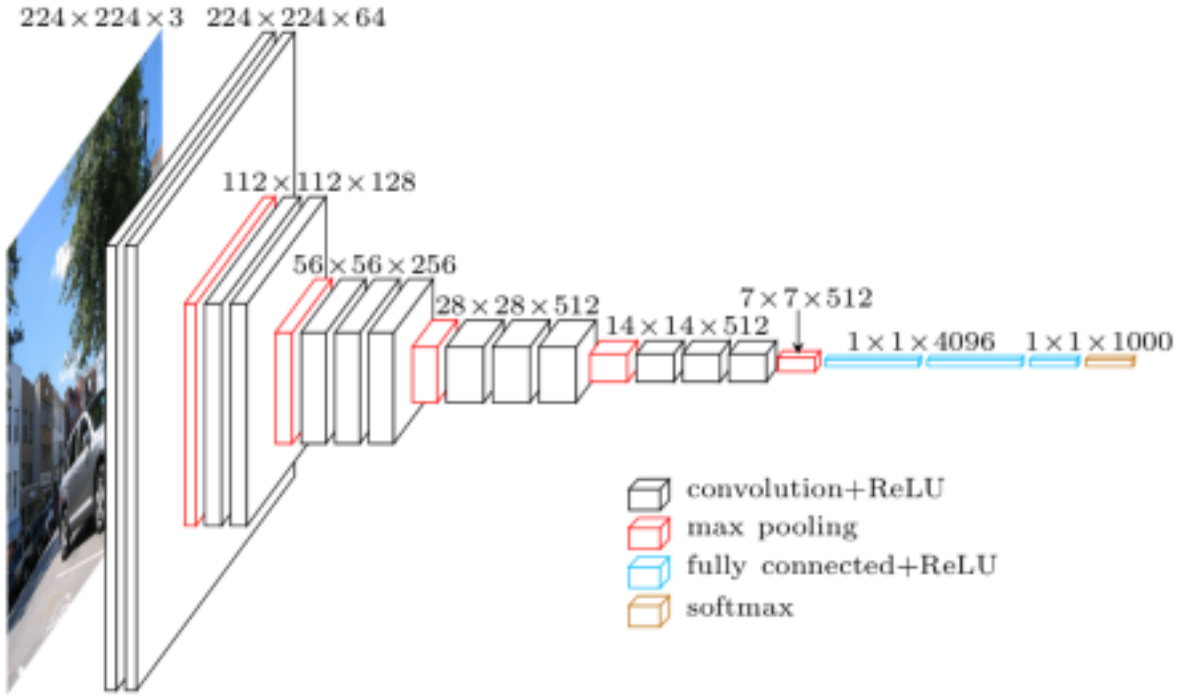 224×224×3
224×224×64
112×112×128
56×56×256
28×28×512
14×14×512
7×7×512
1×1×4096
1×1×1000
convolution+ReLU
max pooling
fully connected+ReLU
softmax